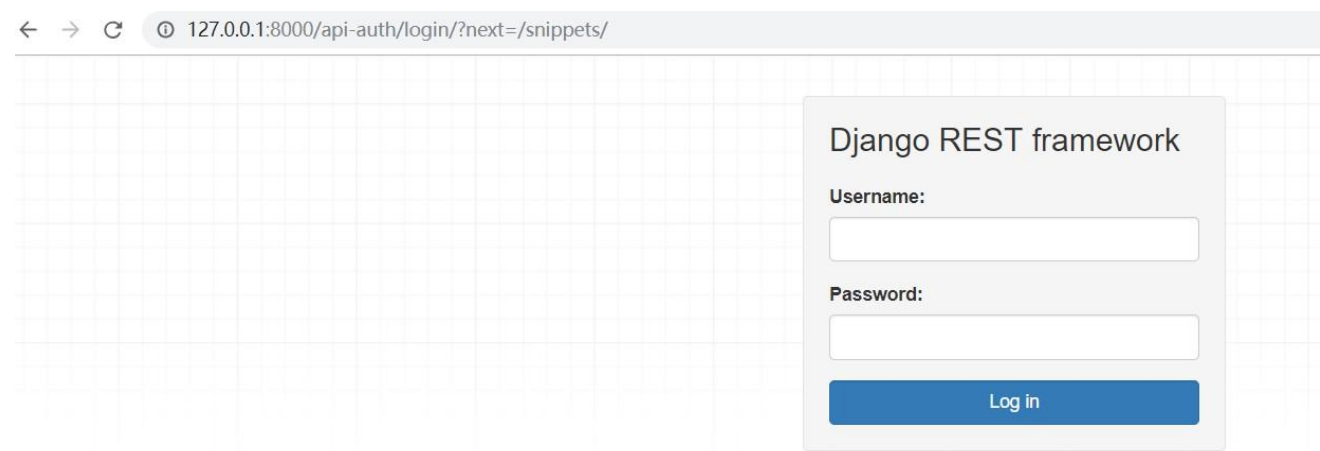 127.0.0.1:8000/api-auth/login/?next=/snippets/
Django REST framework
Username:
Password:
Log in